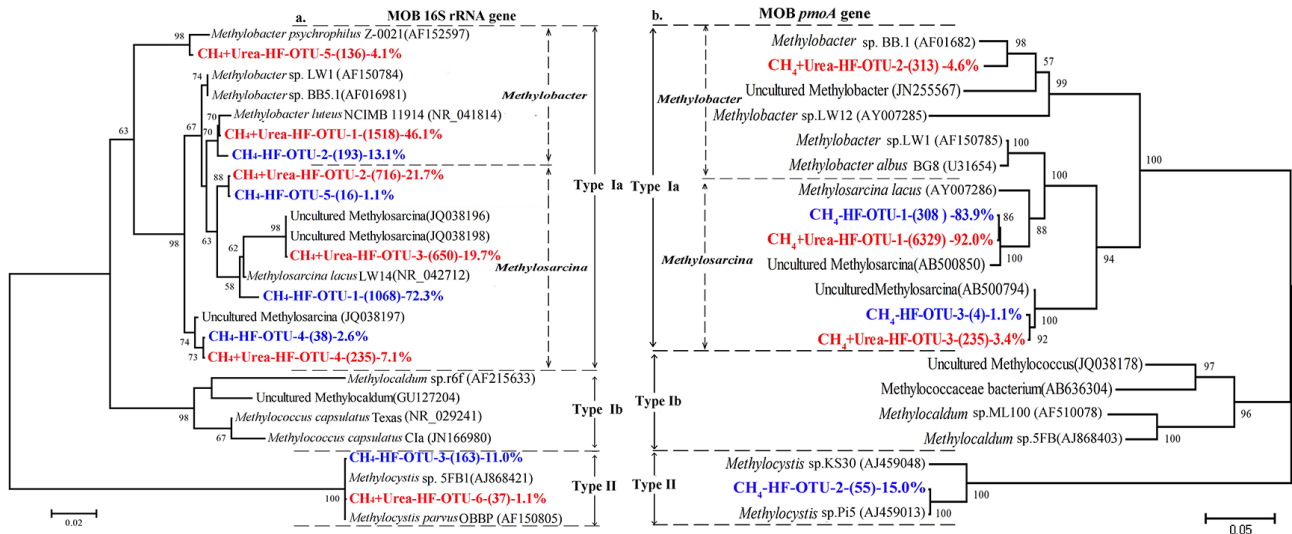 a. MOB 16S rRNA gene
Methylobacter psychrophilus Z-0021(AF152597)
CH₄+Urea-HF-OTU-5-(136)-4.1%
Methylobacter sp. LW1 (AF150784)
Methylobacter sp. BB5.1(AF016981)
Methylobacter luteus NCIMB 11914 (NR_041814)
CH₄+Urea-HF-OTU-1-(1518)-46.1%
CH₄-HF-OTU-2-(193)-13.1%
CH₄+Urea-HF-OTU-2-(716)-21.7%
CH₄-HF-OTU-5-(16)-1.1%
Uncultured Methylosarcina(JQ038196)
Uncultured Methylosarcina(JQ038198)
CH₄+Urea-HF-OTU-3-(650)-19.7%
Methylosarcina lacus LW14(NR_042712)
CH₄-HF-OTU-1-(1068)-72.3%
Uncultured Methylosarcina (JQ038197)
CH₄-HF-OTU-4-(38)-2.6%
CH₄+Urea-HF-OTU-4-(235)-7.1%
Methylocaldum sp.r6f (AF215633)
Uncultured Methylocaldum(GU127204)
Methylococcus capsulatus Texas (NR_029241)
Methylococcus capsulatus CIa (JN166980)
CH₄-HF-OTU-3-(163)-11.0%
Methylocystis sp. 5FB1(AJ868421)
CH₄+Urea-HF-OTU-6-(37)-1.1%
Methylocystis parvus OBBP (AF150805)
98
74
70
70
67
63
88
98
62
63
58
98
74
73
98
67
100
0.02
Methylobacter
Methylosarcina
Type Ia
Type Ib
Type II
b. MOB pmoA gene
Methylobacter sp. BB.1 (AF01682)
CH₄+Urea-HF-OTU-2-(313) -4.6%
Uncultured Methylobacter (JN255567)
Methylobacter sp.LW12 (AY007285)
Methylobacter sp.LW1 (AF150785)
Methylobacter albus BG8 (U31654)
Methylosarcina lacus (AY007286)
CH₄-HF-OTU-1-(308 ) -83.9%
CH₄+Urea-HF-OTU-1-(6329) -92.0%
Uncultured Methylosarcina(AB500850)
UnculturedMethylosarcina(AB500794)
CH₄-HF-OTU-3-(4)-1.1%
CH₄+Urea-HF-OTU-3-(235)-3.4%
Uncultured Methylococcus(JQ038178)
Methylococcaceae bacterium(AB636304)
Methylocaldum sp.ML100 (AF510078)
Methylocaldum sp.5FB(AJ868403)
Methylocystis sp.KS30 (AJ459048)
CH₄-HF-OTU-2-(55)-15.0%
Methylocystis sp.Pi5 (AJ459013)
Methylobacter
Methylosarcina
Type Ia
Type Ib
Type II
98
57
99
100
100
100
86
88
100
94
100
92
97
96
100
100
100
0.05